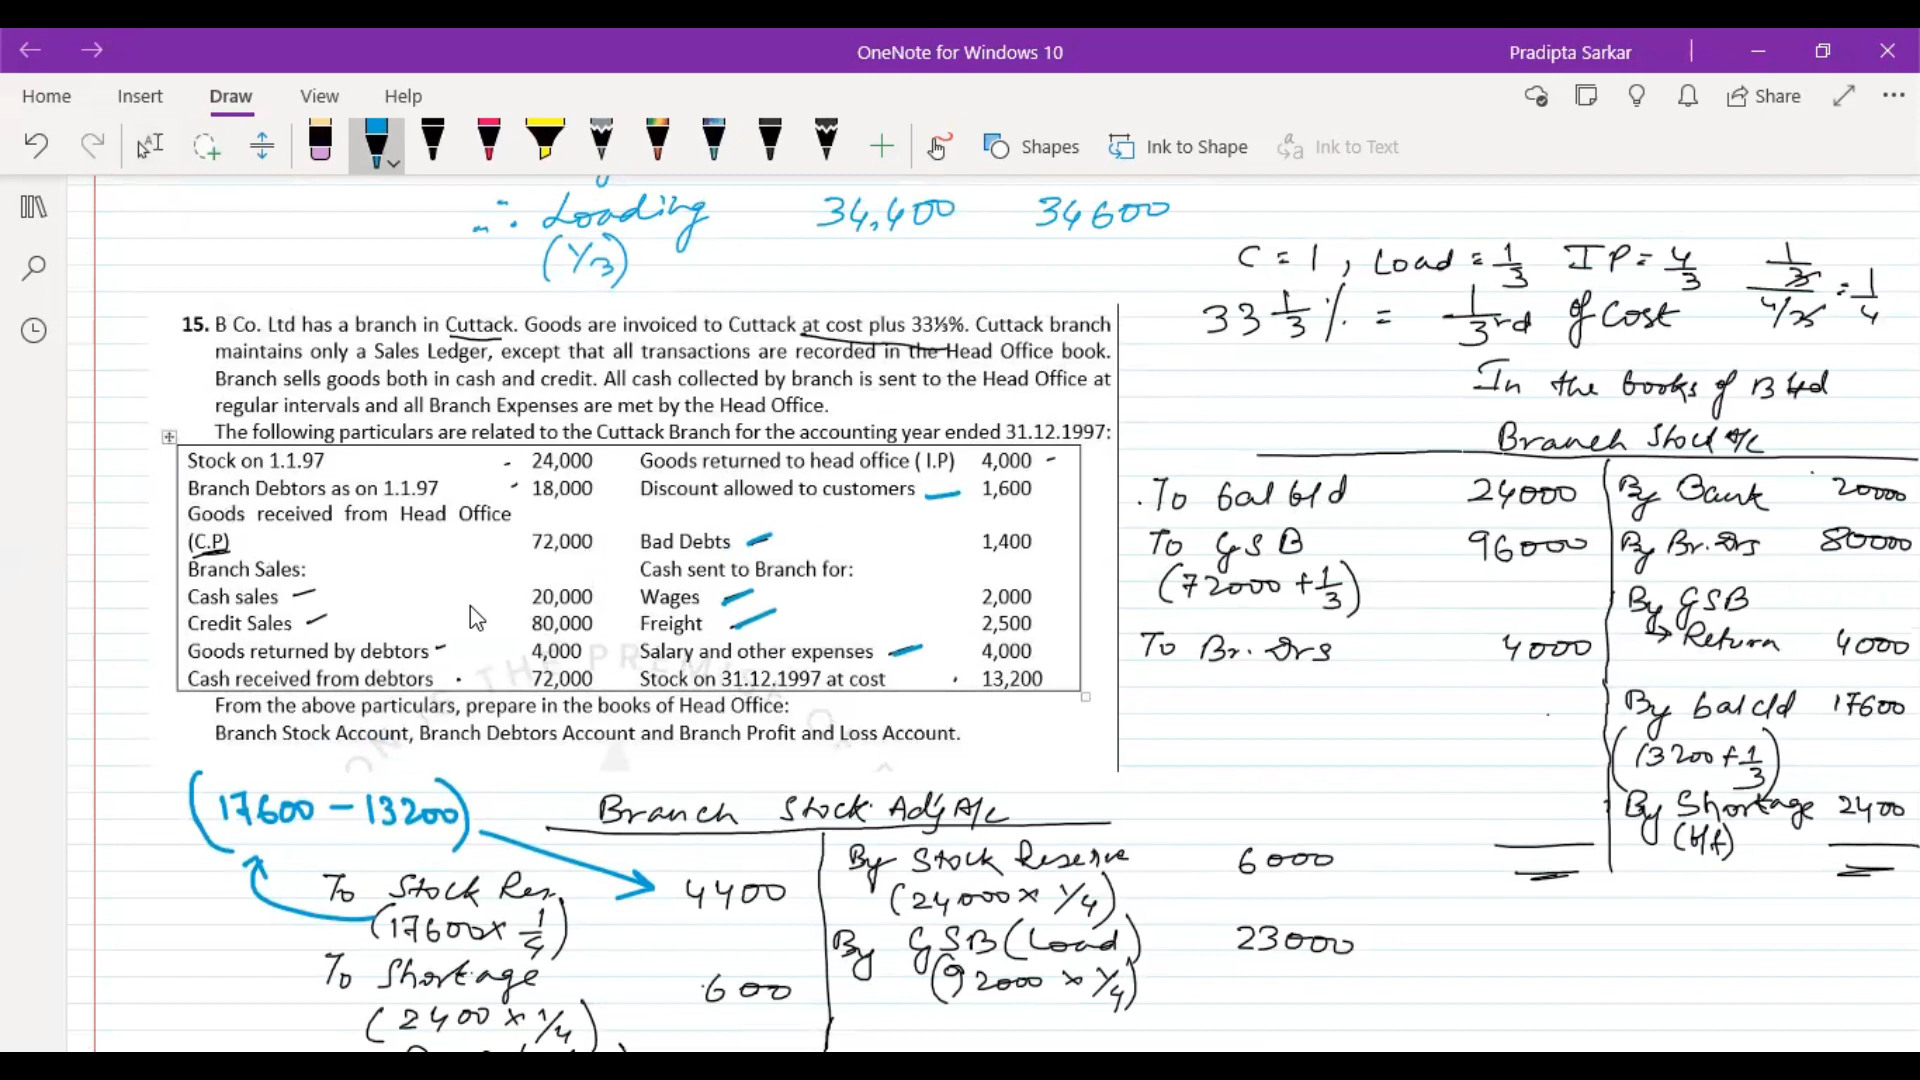 OneNote for Windows 10
Pradipta Sarkar
Home Insert Draw View Help
Share
Shapes Ink to Shape Ink to Text
∴ Loading 34,400 34600
(1/3)
C = 1, Load = 1/3 IP = 4/3 1/3 / 4/3 = 1/4
33 1/3 % = 1/3rd of Cost
In the books of B Ltd
Branch Stock A/C
To bal b/d 24000 By Bank 20000
To GSB 96000 By Br. Drs 80000
(72000 + 1/3) By GSB
→ Return 4000
To Br. Drs 4000
By bal c/d 17600
(13200 + 1/3)
By Shortage 2400
(b/f)
15. B Co. Ltd has a branch in Cuttack. Goods are invoiced to Cuttack at cost plus 33⅓%. Cuttack branch
maintains only a Sales Ledger, except that all transactions are recorded in the Head Office book.
Branch sells goods both in cash and credit. All cash collected by branch is sent to the Head Office at
regular intervals and all Branch Expenses are met by the Head Office.
The following particulars are related to the Cuttack Branch for the accounting year ended 31.12.1997:
Stock on 1.1.97 24,000 Goods returned to head office ( I.P) 4,000
Branch Debtors as on 1.1.97 18,000 Discount allowed to customers 1,600
Goods received from Head Office
(C.P) 72,000 Bad Debts 1,400
Branch Sales: Cash sent to Branch for:
Cash sales 20,000 Wages 2,000
Credit Sales 80,000 Freight 2,500
Goods returned by debtors 4,000 Salary and other expenses 4,000
Cash received from debtors 72,000 Stock on 31.12.1997 at cost 13,200
From the above particulars, prepare in the books of Head Office:
Branch Stock Account, Branch Debtors Account and Branch Profit and Loss Account.
(17600 - 13200)
Branch Stock Adj A/C
To Stock Res. 4400 By Stock Reserve 6000
(17600 x 1/4) (24000 x 1/4)
To Shortage 600 By GSB (Load) 23000
(2400 x 1/4) (92000 x 1/4)